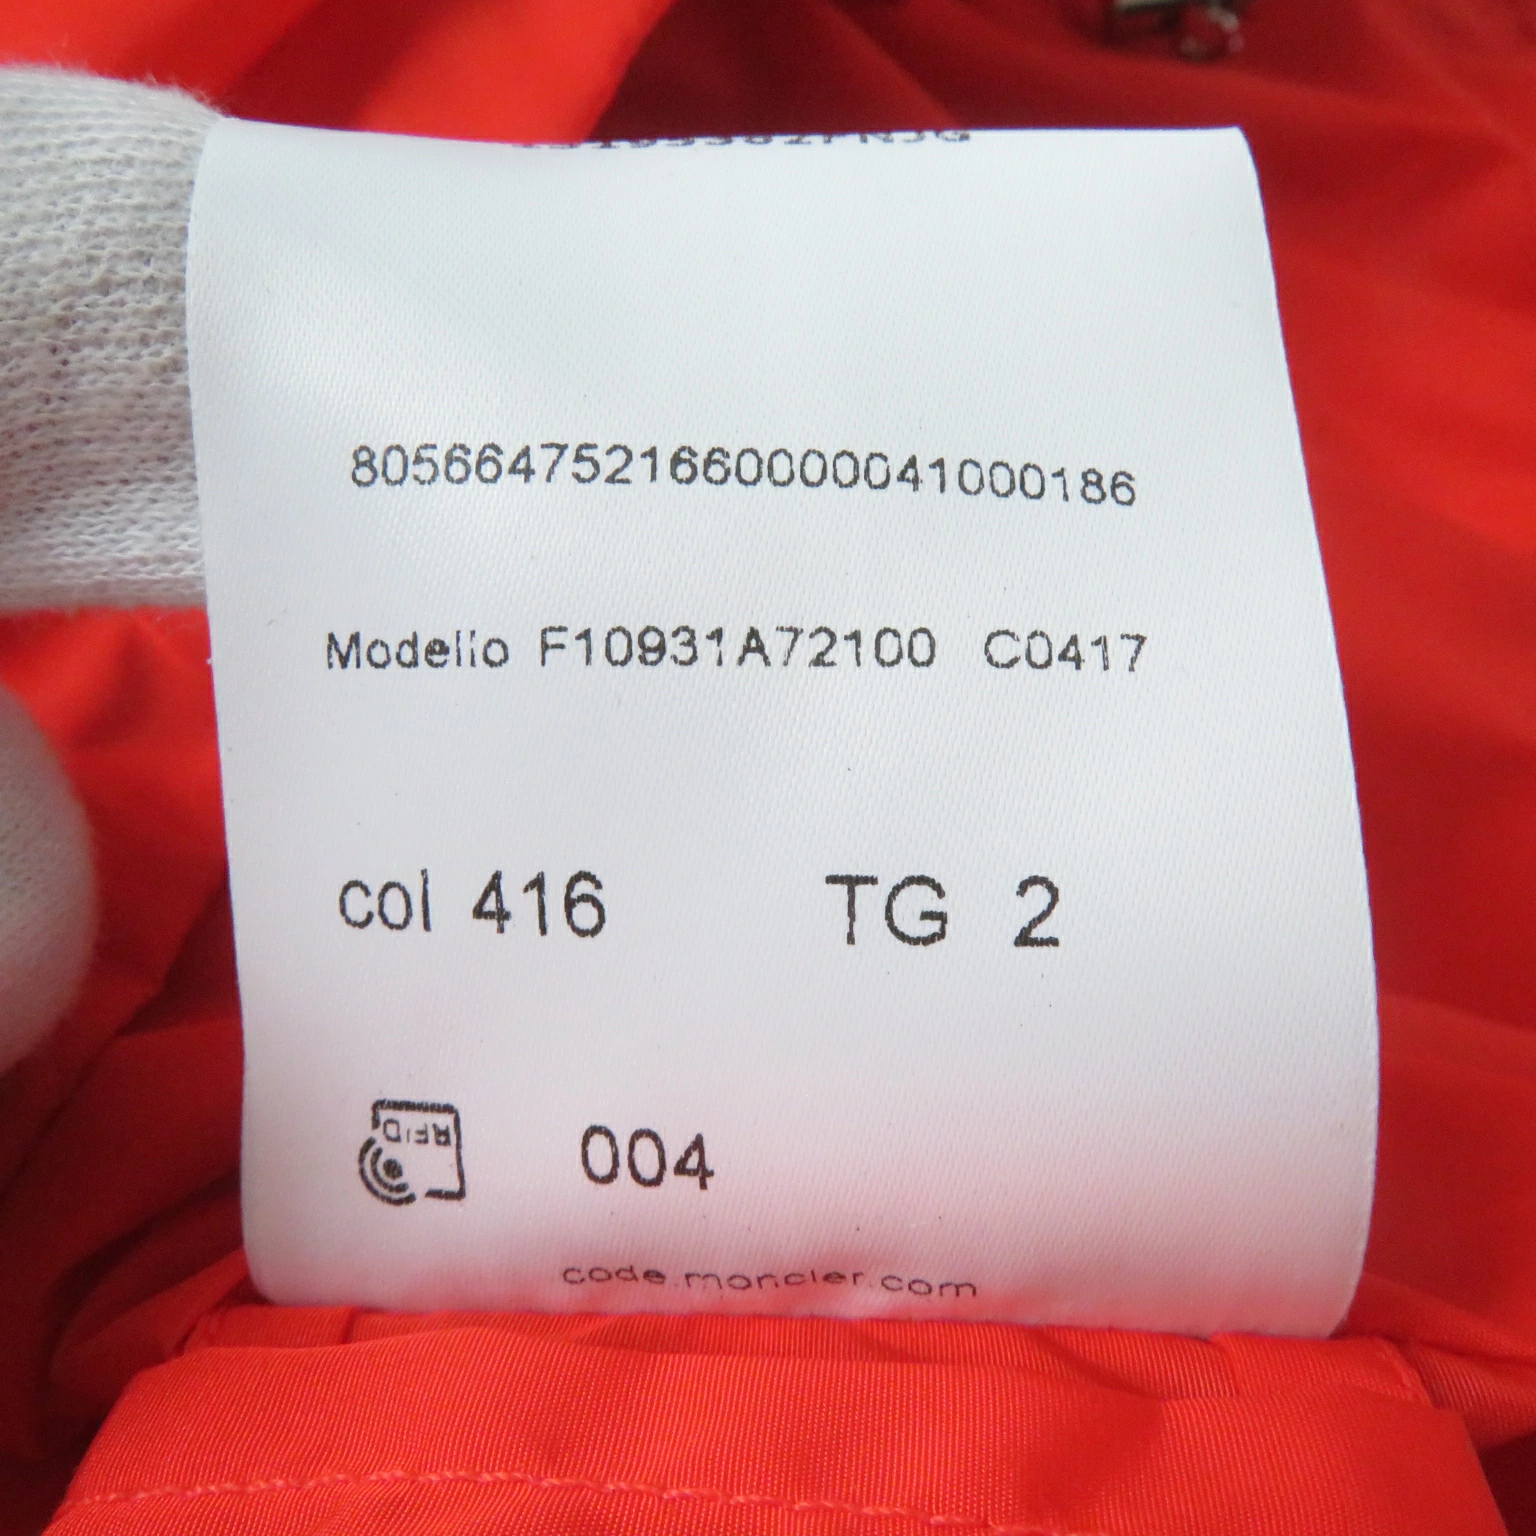 8056647521660000041000186
Modello F10931A72100 C0417
col 416 TG 2
RFID 004
code.moncler.com